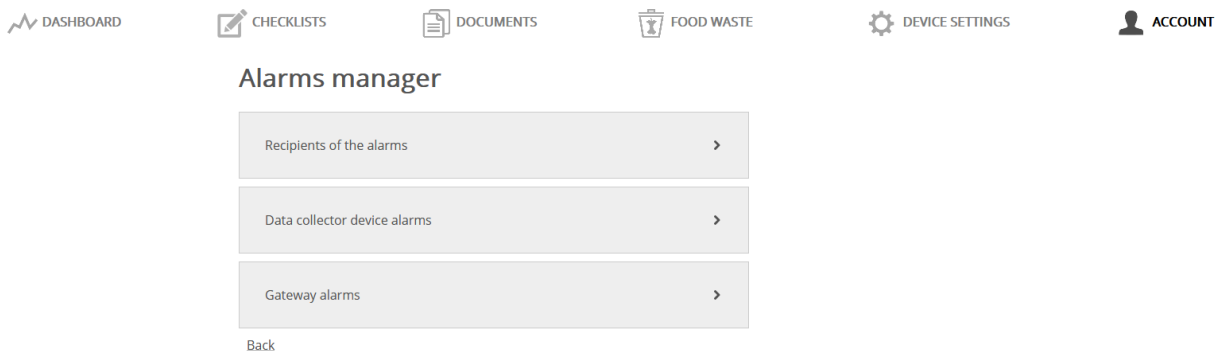 DASHBOARD
CHECKLISTS
DOCUMENTS
FOOD WASTE
DEVICE SETTINGS
ACCOUNT
Alarms manager
Recipients of the alarms
Data collector device alarms
Gateway alarms
Back